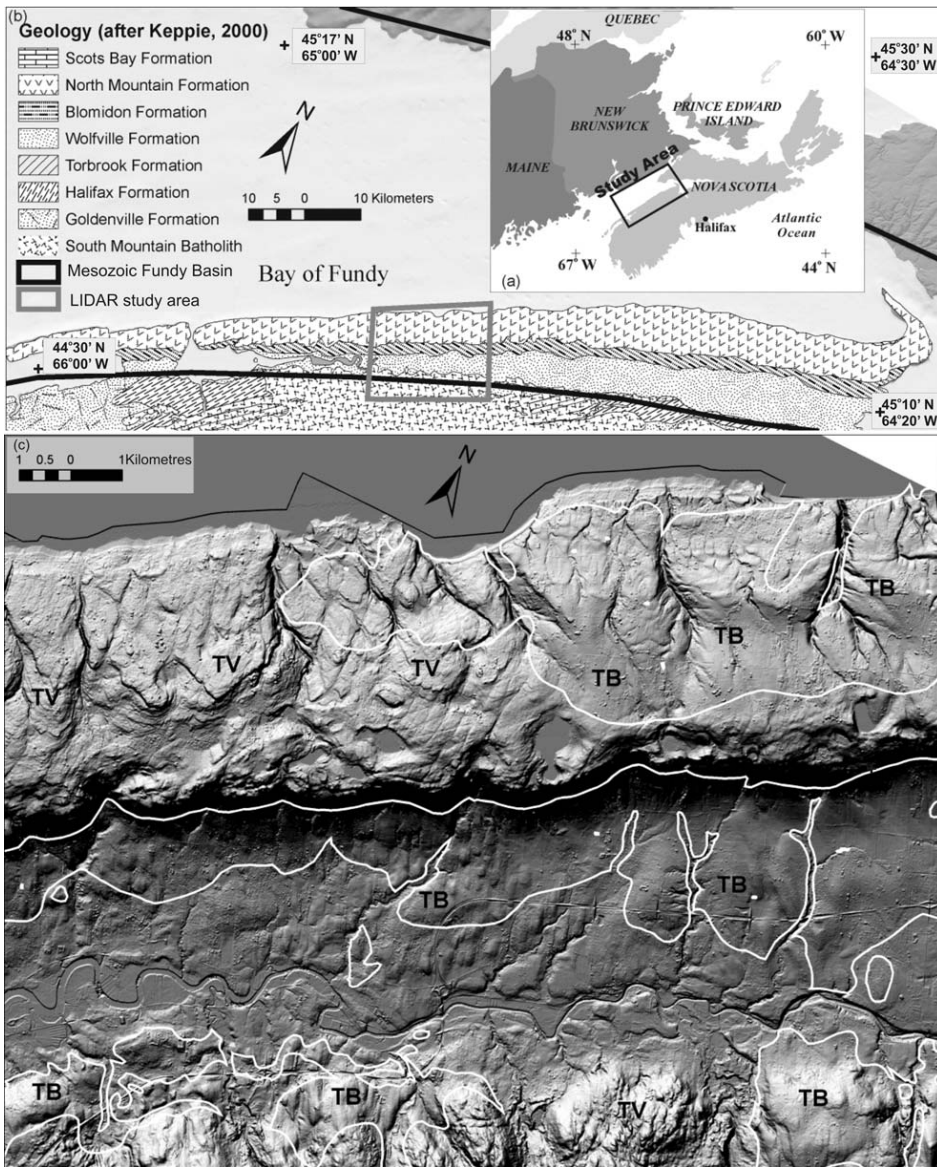 (b)
Geology (after Keppie, 2000)
Scots Bay Formation
North Mountain Formation
Blomidon Formation
Wolfville Formation
Torbrook Formation
Halifax Formation
Goldenville Formation
South Mountain Batholith
Mesozoic Fundy Basin
LIDAR study area
45°17' N
65°00' W
N
10 5 0 10 Kilometers
Bay of Fundy
44°30' N
66°00' W
QUEBEC
48° N
60° W
NEW
BRUNSWICK
PRINCE EDWARD
ISLAND
MAINE
Study Area
NOVA SCOTIA
Halifax
Atlantic
Ocean
67° W
44° N
(a)
45°30' N
64°30' W
45°10' N
64°20' W
(c)
1 0.5 0 1Kilometres
N
TB
TV
TV
TB
TB
TB
TB
TB
TB
TV
TB